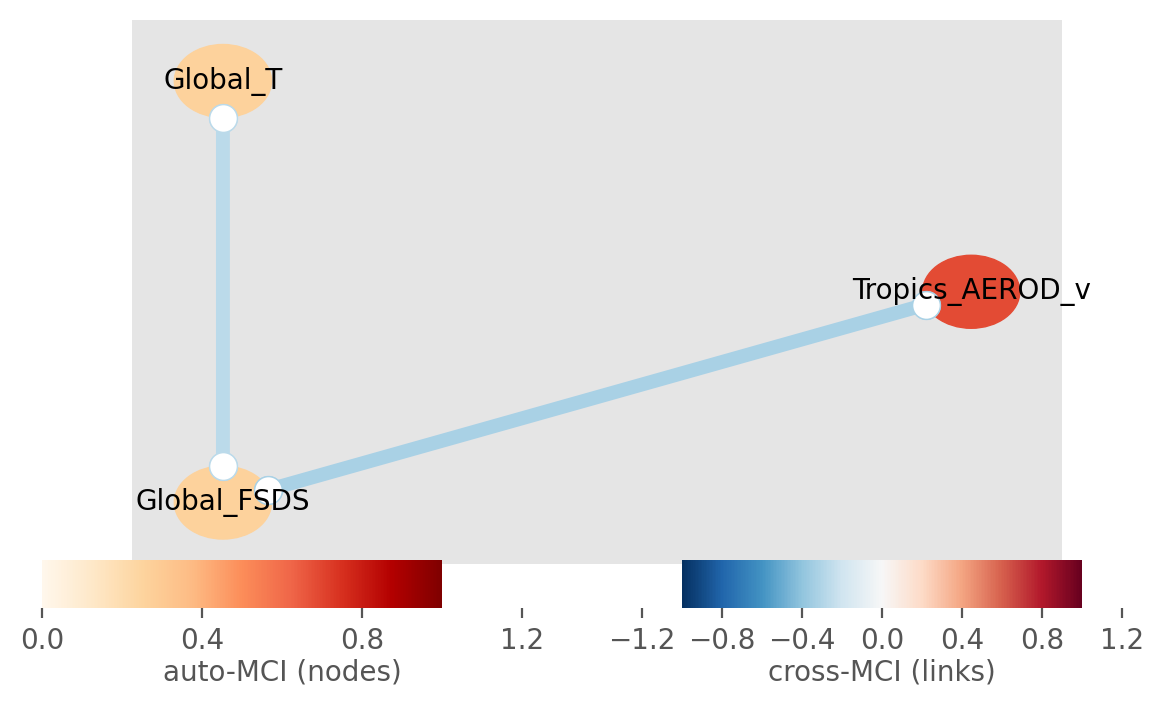 Global_T
Tropics_AEROD_v
Global_FSDS
0.0 0.4 0.8 1.2 −1.2 −0.8 −0.4 0.0 0.4 0.8 1.2
auto-MCI (nodes) cross-MCI (links)